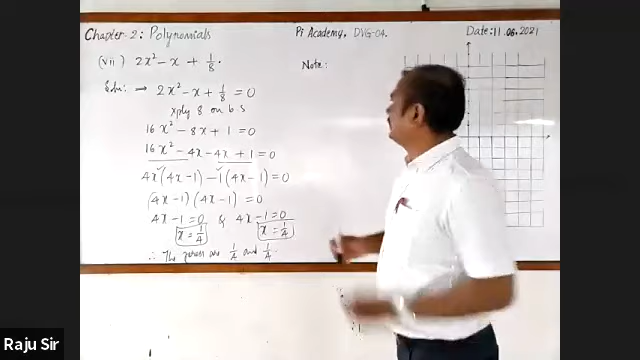 Chapter-2: Polynomials
Pi Academy, DVG-04.
Date: 11.06.2021
(vii) 2x² - x + 1/8.
Note:
Soln: ⇒ 2x² - x + 1/8 = 0
xply 8 on b.s
16x² - 8x + 1 = 0
16x² - 4x - 4x + 1 = 0
4x(4x-1) - 1(4x-1) = 0
(4x-1)(4x-1) = 0
4x-1=0 & 4x-1=0
x = 1/4 x = 1/4
∴ The zeroes are 1/4 and 1/4.
Raju Sir